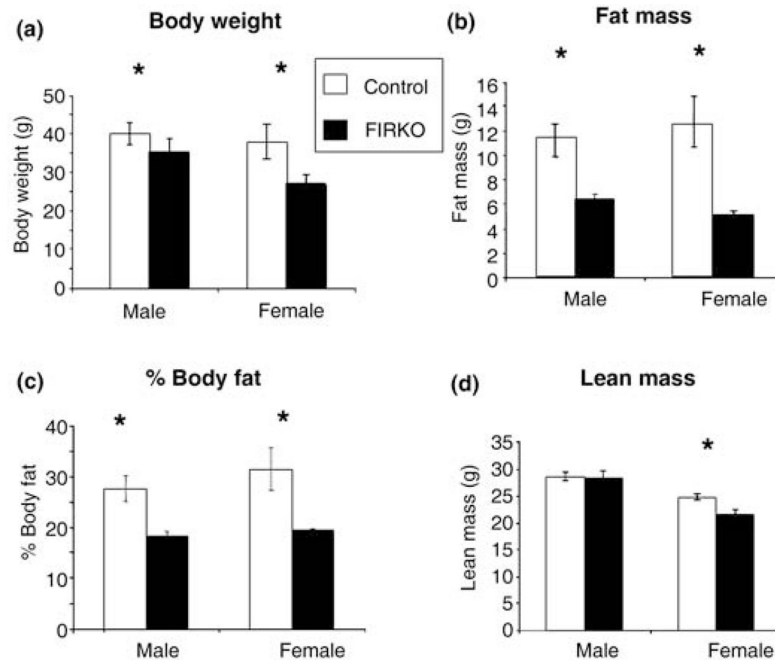 (a)
Body weight
*
*
Body weight (g)
50
40
30
20
10
0
Male
Female
Control
FIRKO
(b)
Fat mass
*
*
Fat mass (g)
16
14
12
10
8
6
4
2
0
Male
Female
(c)
% Body fat
*
*
% Body fat
40
30
20
10
0
Male
Female
(d)
Lean mass
*
Lean mass (g)
35
30
25
20
15
10
5
0
Male
Female